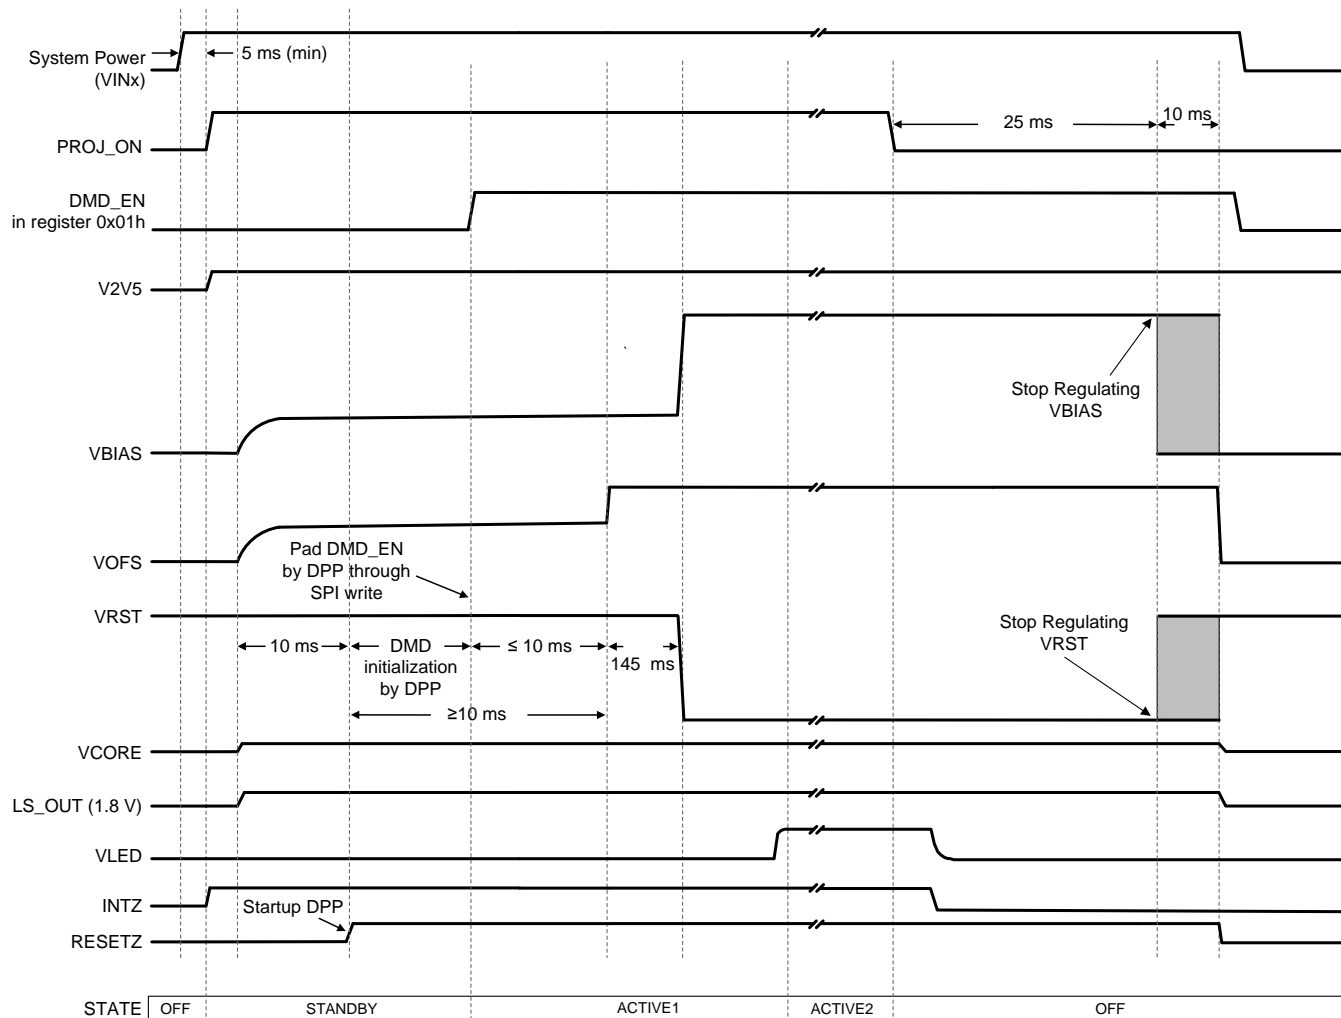 System Power
(VINx)
5 ms (min)
PROJ_ON
25 ms
10 ms
DMD_EN
in register 0x01h
V2V5
Stop Regulating
VBIAS
VBIAS
VOFS
Pad DMD_EN
by DPP through
SPI write
VRST
Stop Regulating
VRST
10 ms
DMD
initialization
by DPP
≤ 10 ms
145 ms
≥10 ms
VCORE
LS_OUT (1.8 V)
VLED
INTZ
Startup DPP
RESETZ
STATE OFF STANDBY ACTIVE1 ACTIVE2 OFF